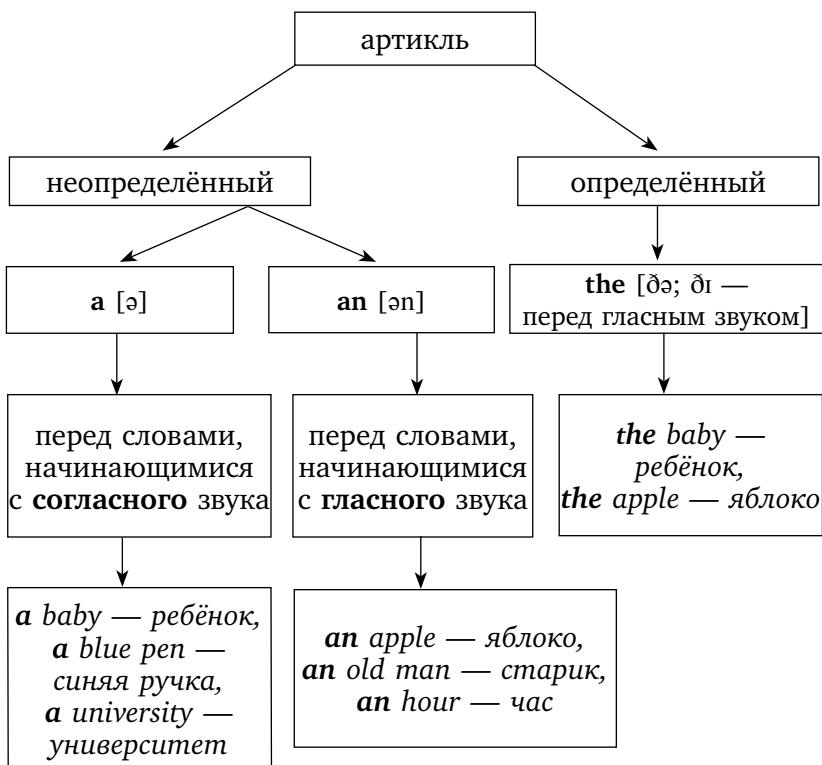 артикль
неопределённый
определённый
a [ə]
an [ən]
the [ðə; ðɪ —
перед гласным звуком]
перед словами,
начинающимися
с согласного звука
перед словами,
начинающимися
с гласного звука
the baby —
ребёнок,
the apple — яблоко
a baby — ребёнок,
a blue pen —
синяя ручка,
a university —
университет
an apple — яблоко,
an old man — старик,
an hour — час